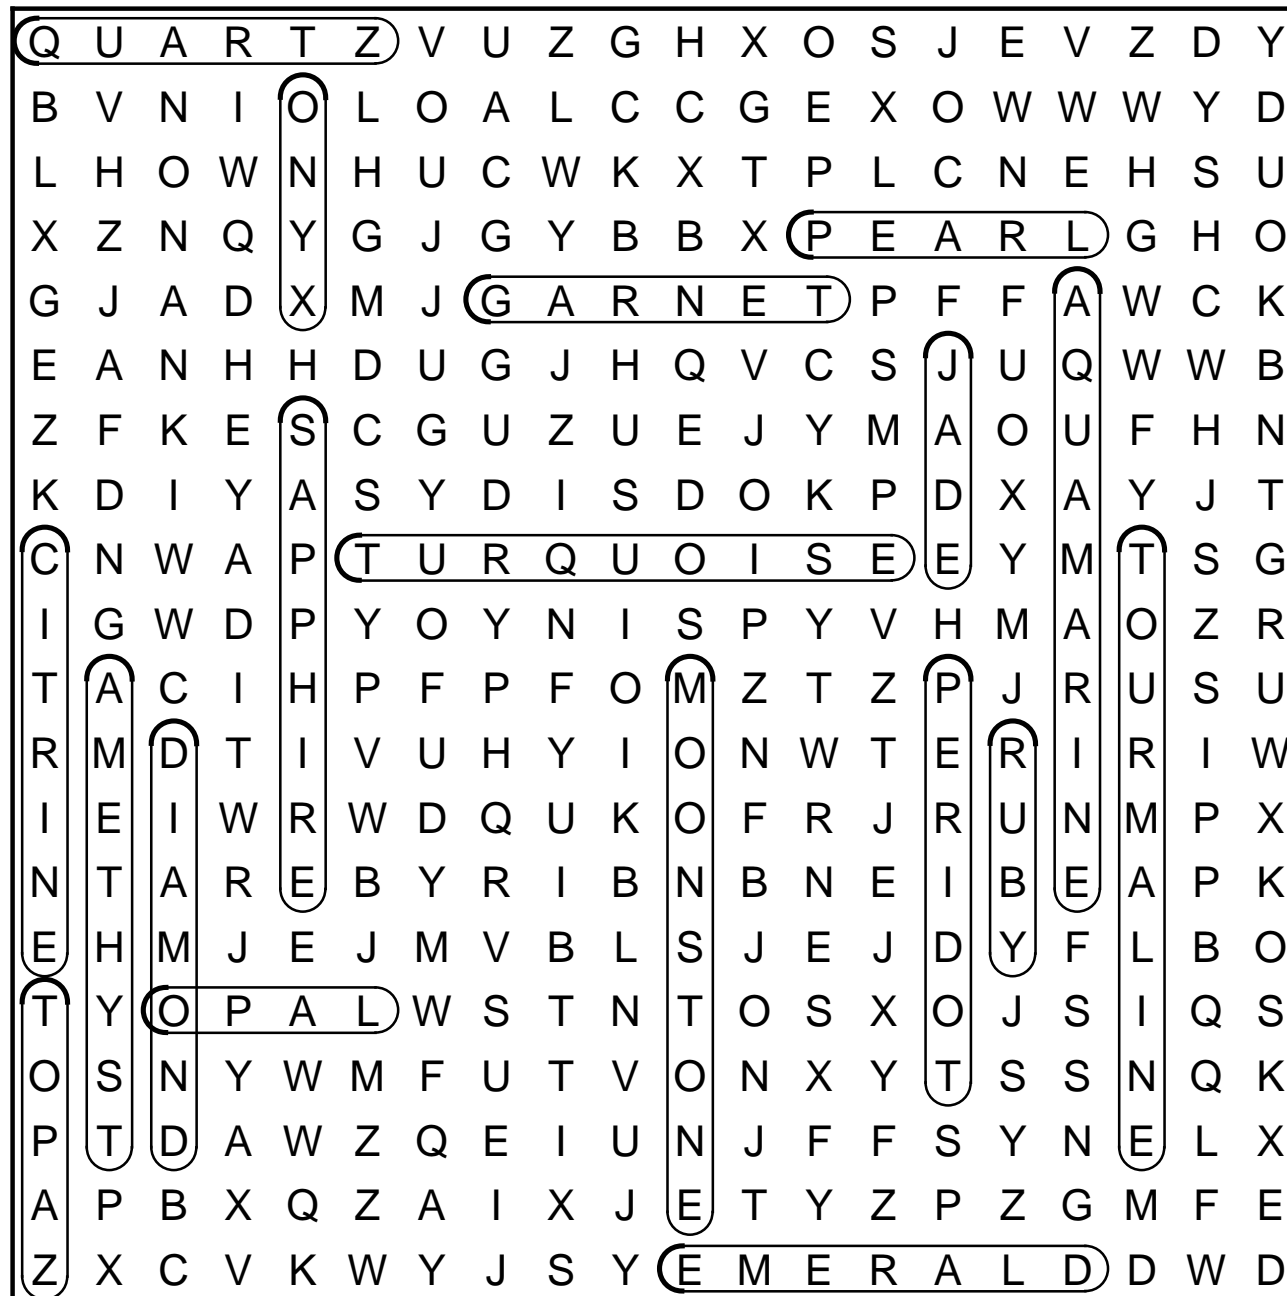 Q U A R T Z V U Z G H X O S J E V Z D Y
B V N I O L O A L C C G E X O W W W Y D
L H O W N H U C W K X T P L C N E H S U
X Z N Q Y G J G Y B B X P E A R L G H O
G J A D X M J G A R N E T P F F A W C K
E A N H H D U G J H Q V C S J U Q W W B
Z F K E S C G U Z U E J Y M A O U F H N
K D I Y A S Y D I S D O K P D X A Y J T
C N W A P T U R Q U O I S E E Y M T S G
I G W D P Y O Y N I S P Y V H M A O Z R
T A C I H P F P F O M Z T Z P J R U S U
R M D T I V U H Y I O N W T E R I R I W
I E I W R W D Q U K O F R J R U N M P X
N T A R E B Y R I B N B N E I B E A P K
E H M J E J M V B L S J E J D Y F L B O
T Y O P A L W S T N T O S X O J S I Q S
O S N Y W M F U T V O N X Y T S S N Q K
P T D A W Z Q E I U N J F F S Y N E L X
A P B X Q Z A I X J E T Y Z P Z G M F E
Z X C V K W Y J S Y E M E R A L D D W D